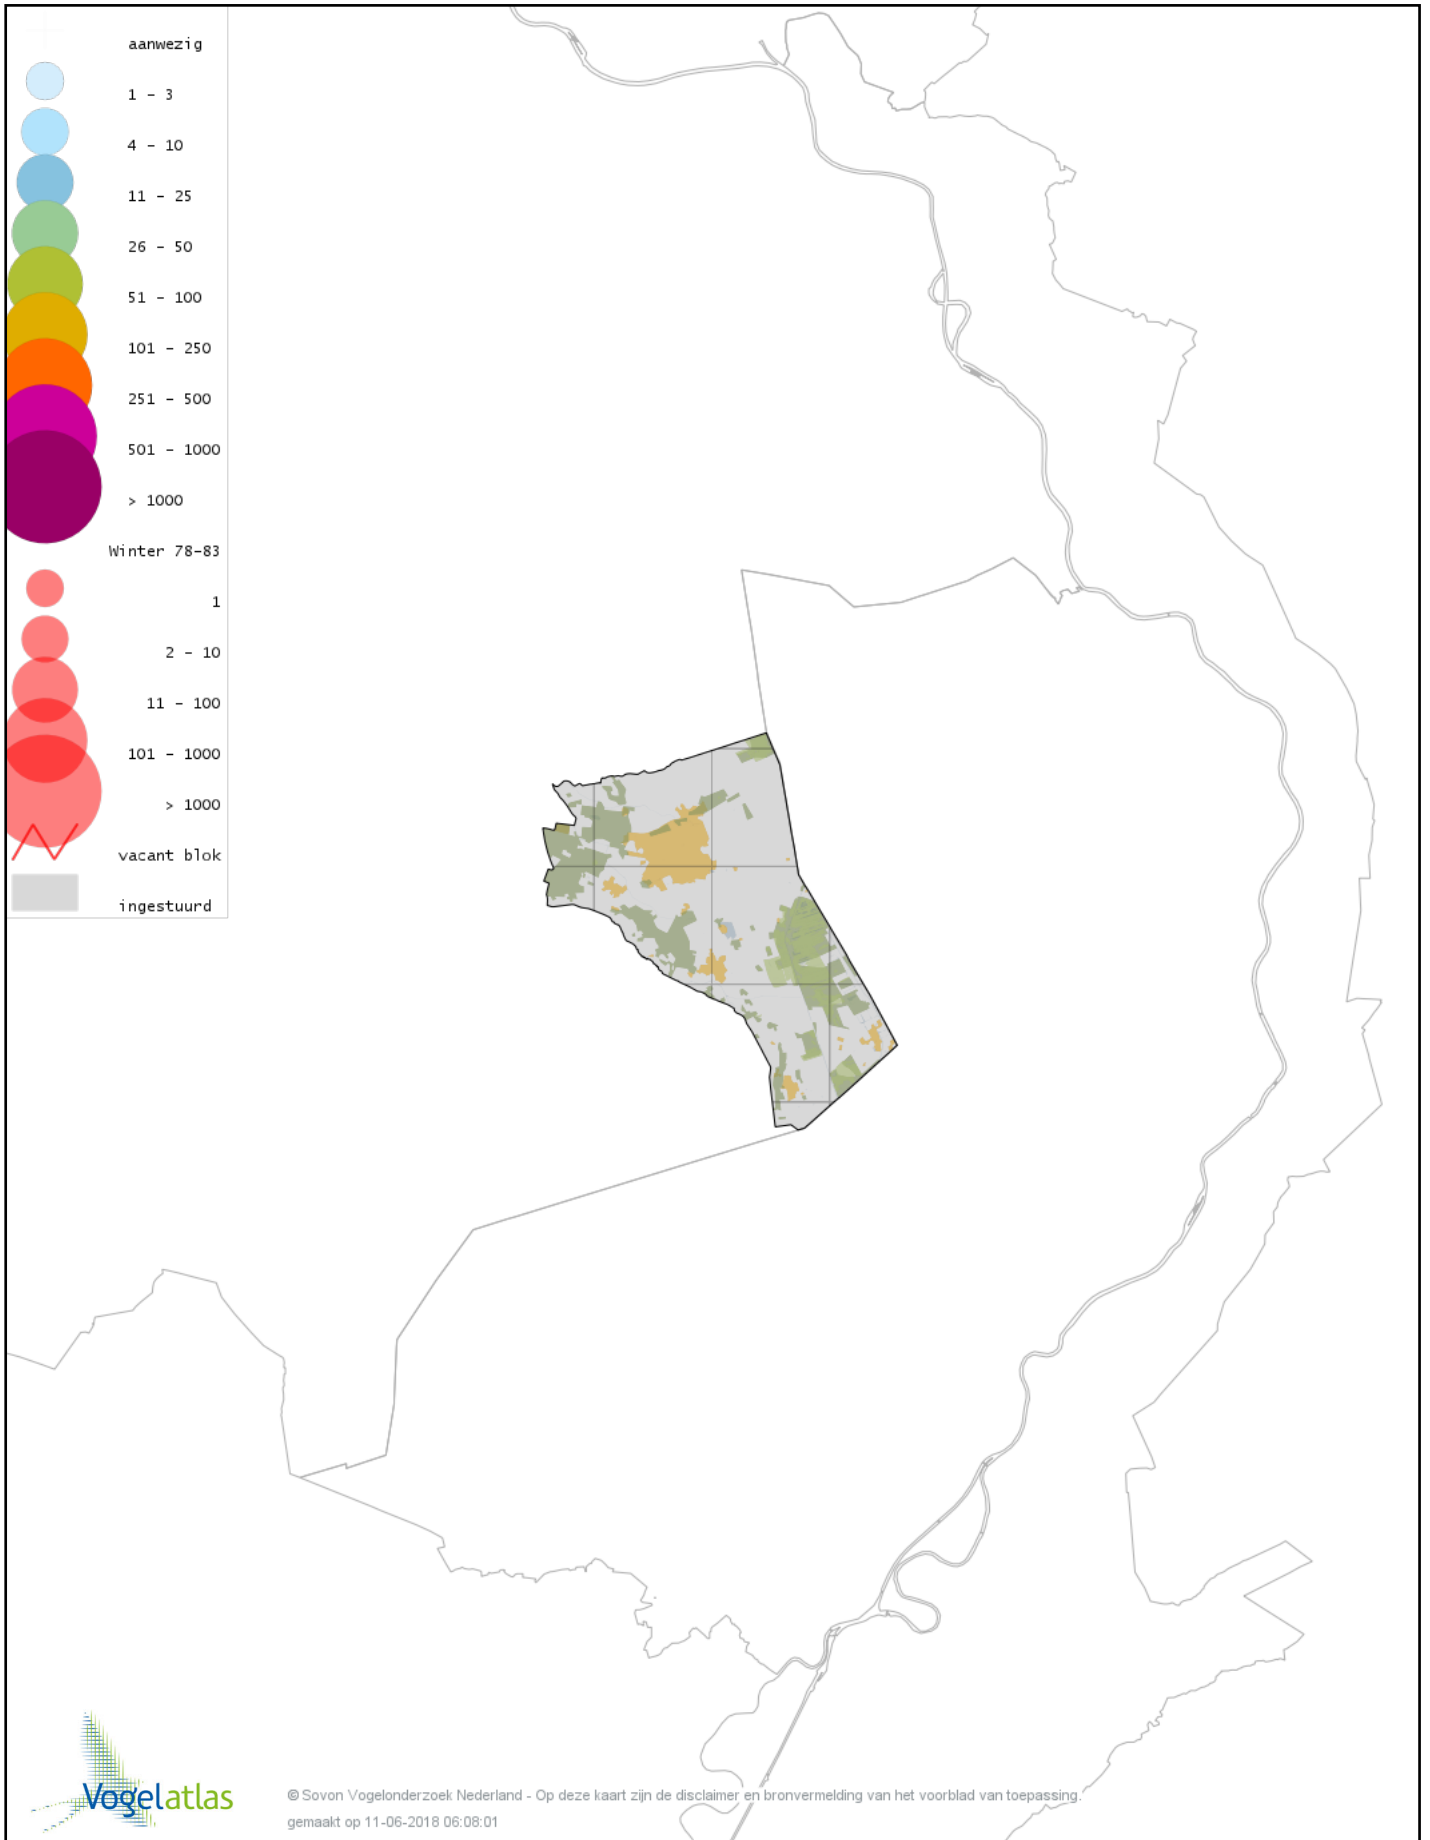 aanwezig
1 - 3
4 - 10
11 - 25
26 - 50
51 - 100
101 - 250
251 - 500
501 - 1000
> 1000
Winter 78-83
1
2 - 10
11 - 100
101 - 1000
> 1000
vacant blok
ingestuurd
Vogelatlas
© Sovon Vogelonderzoek Nederland - Op deze kaart zijn de disclaimer en bronvermelding van het voorblad van toepassing.
gemaakt op 11-06-2018 06:08:01